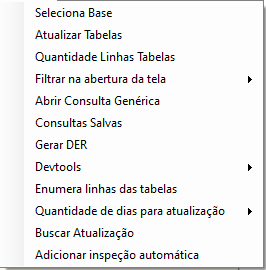 Seleciona Base
Atualizar Tabelas
Quantidade Linhas Tabelas
Filtrar na abertura da tela
Abrir Consulta Genérica
Consultas Salvas
Gerar DER
Devtools
Enumera linhas das tabelas
Quantidade de dias para atualização
Buscar Atualização
Adicionar inspeção automática